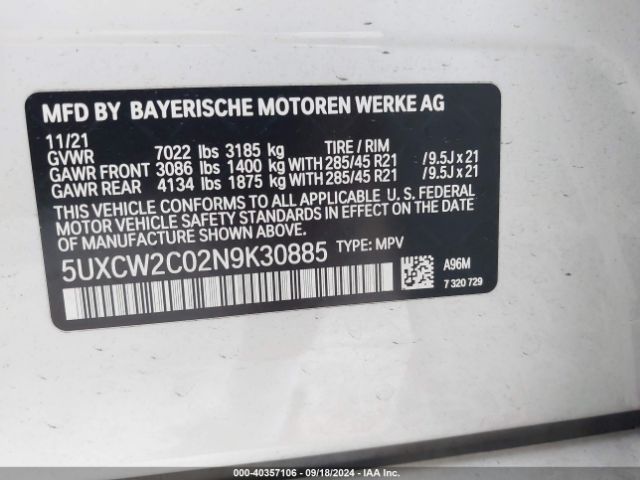 MFD BY BAYERISCHE MOTOREN WERKE AG
11/21
GVWR 7022 lbs 3185 kg TIRE / RIM
GAWR FRONT 3086 lbs 1400 kg WITH 285/45 R21 / 9.5J x 21
GAWR REAR 4134 lbs 1875 kg WITH 285/45 R21 / 9.5J x 21
THIS VEHICLE CONFORMS TO ALL APPLICABLE U. S. FEDERAL
MOTOR VEHICLE SAFETY STANDARDS IN EFFECT ON THE
DATE OF MANUFACTURE SHOWN ABOVE.
5UXCW2C02N9K30885 TYPE: MPV
A96M
7 320 729
000-40357106 - 09/18/2024 - IAA Inc.